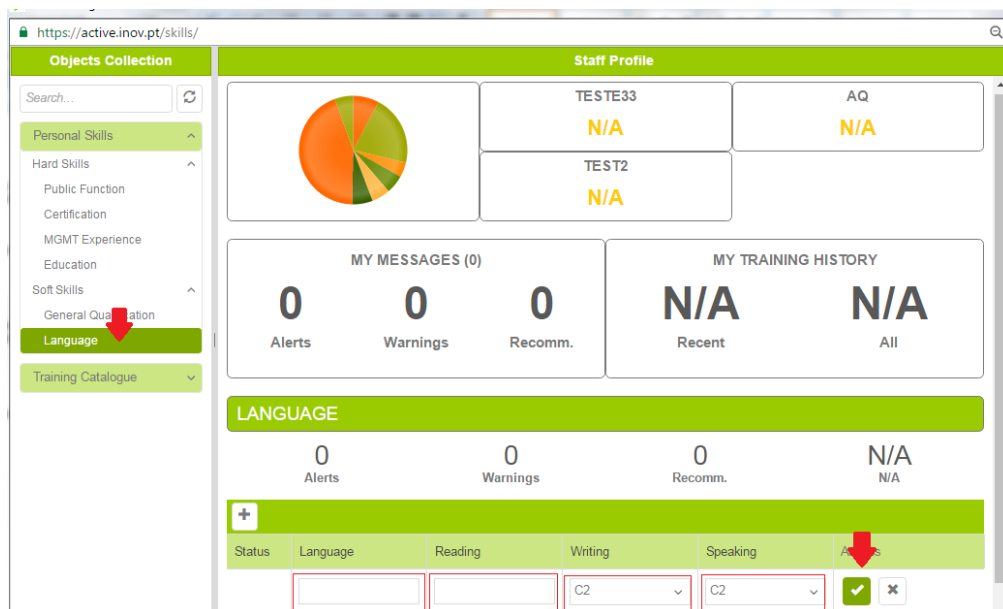 https://active.inov.pt/skills/
Objects Collection
Staff Profile
Search...
Personal Skills
Hard Skills
Public Function
Certification
MGMT Experience
Education
Soft Skills
General
Language
Training Catalogue
TESTE33
N/A
AQ
N/A
TEST2
N/A
MY MESSAGES (0)
0 0 0
Alerts Warnings Recomm.
MY TRAINING HISTORY
N/A N/A
Recent All
LANGUAGE
0 0 0 N/A
Alerts Warnings Recomm. N/A
+
Status Language Reading Writing Speaking
C2 C2